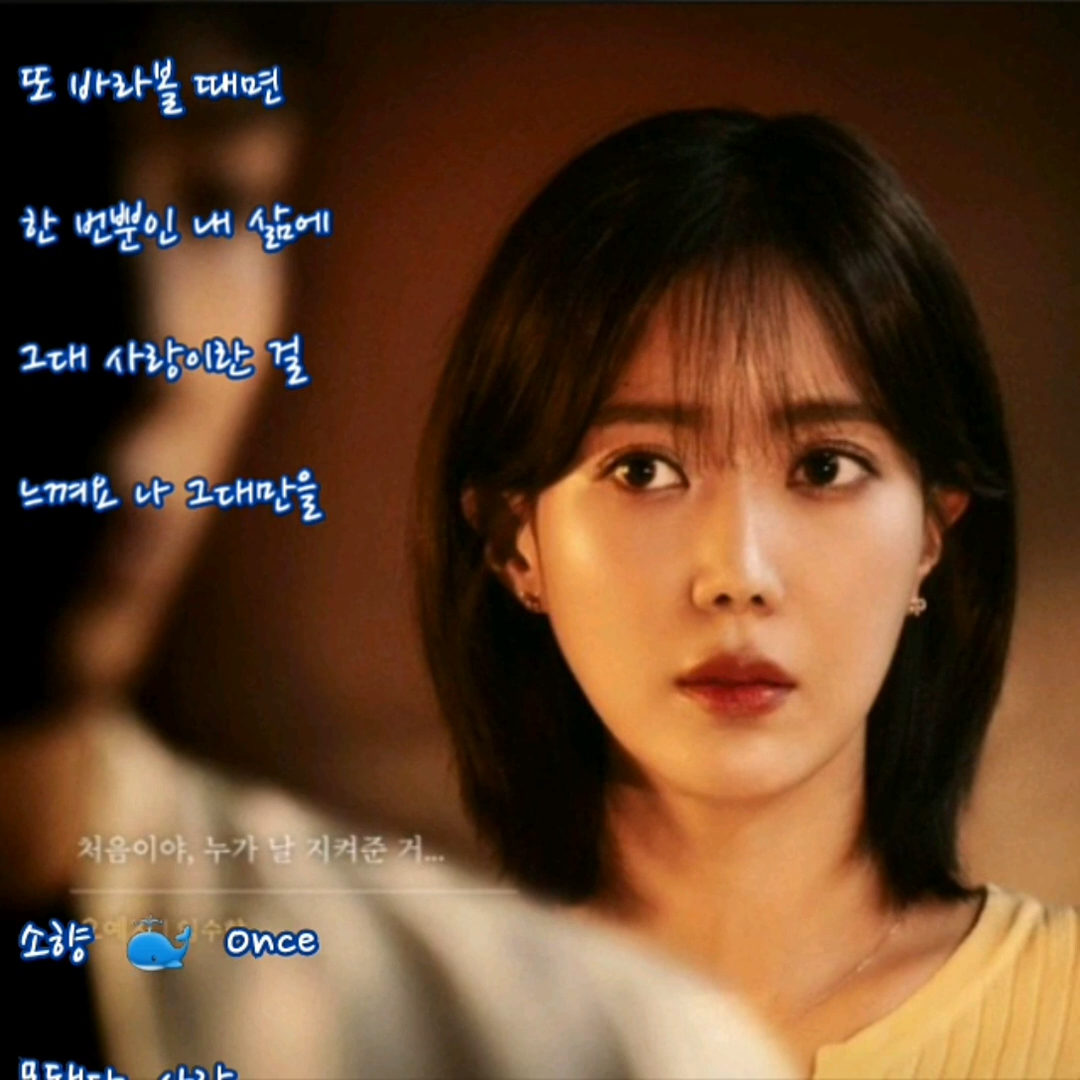 또 바라볼 때면
한 번뿐인 내 삶에
그대 사랑이란 걸
느껴요 나 그대만을
처음이야, 누가 날 지켜준 거...
소향 🐳 once